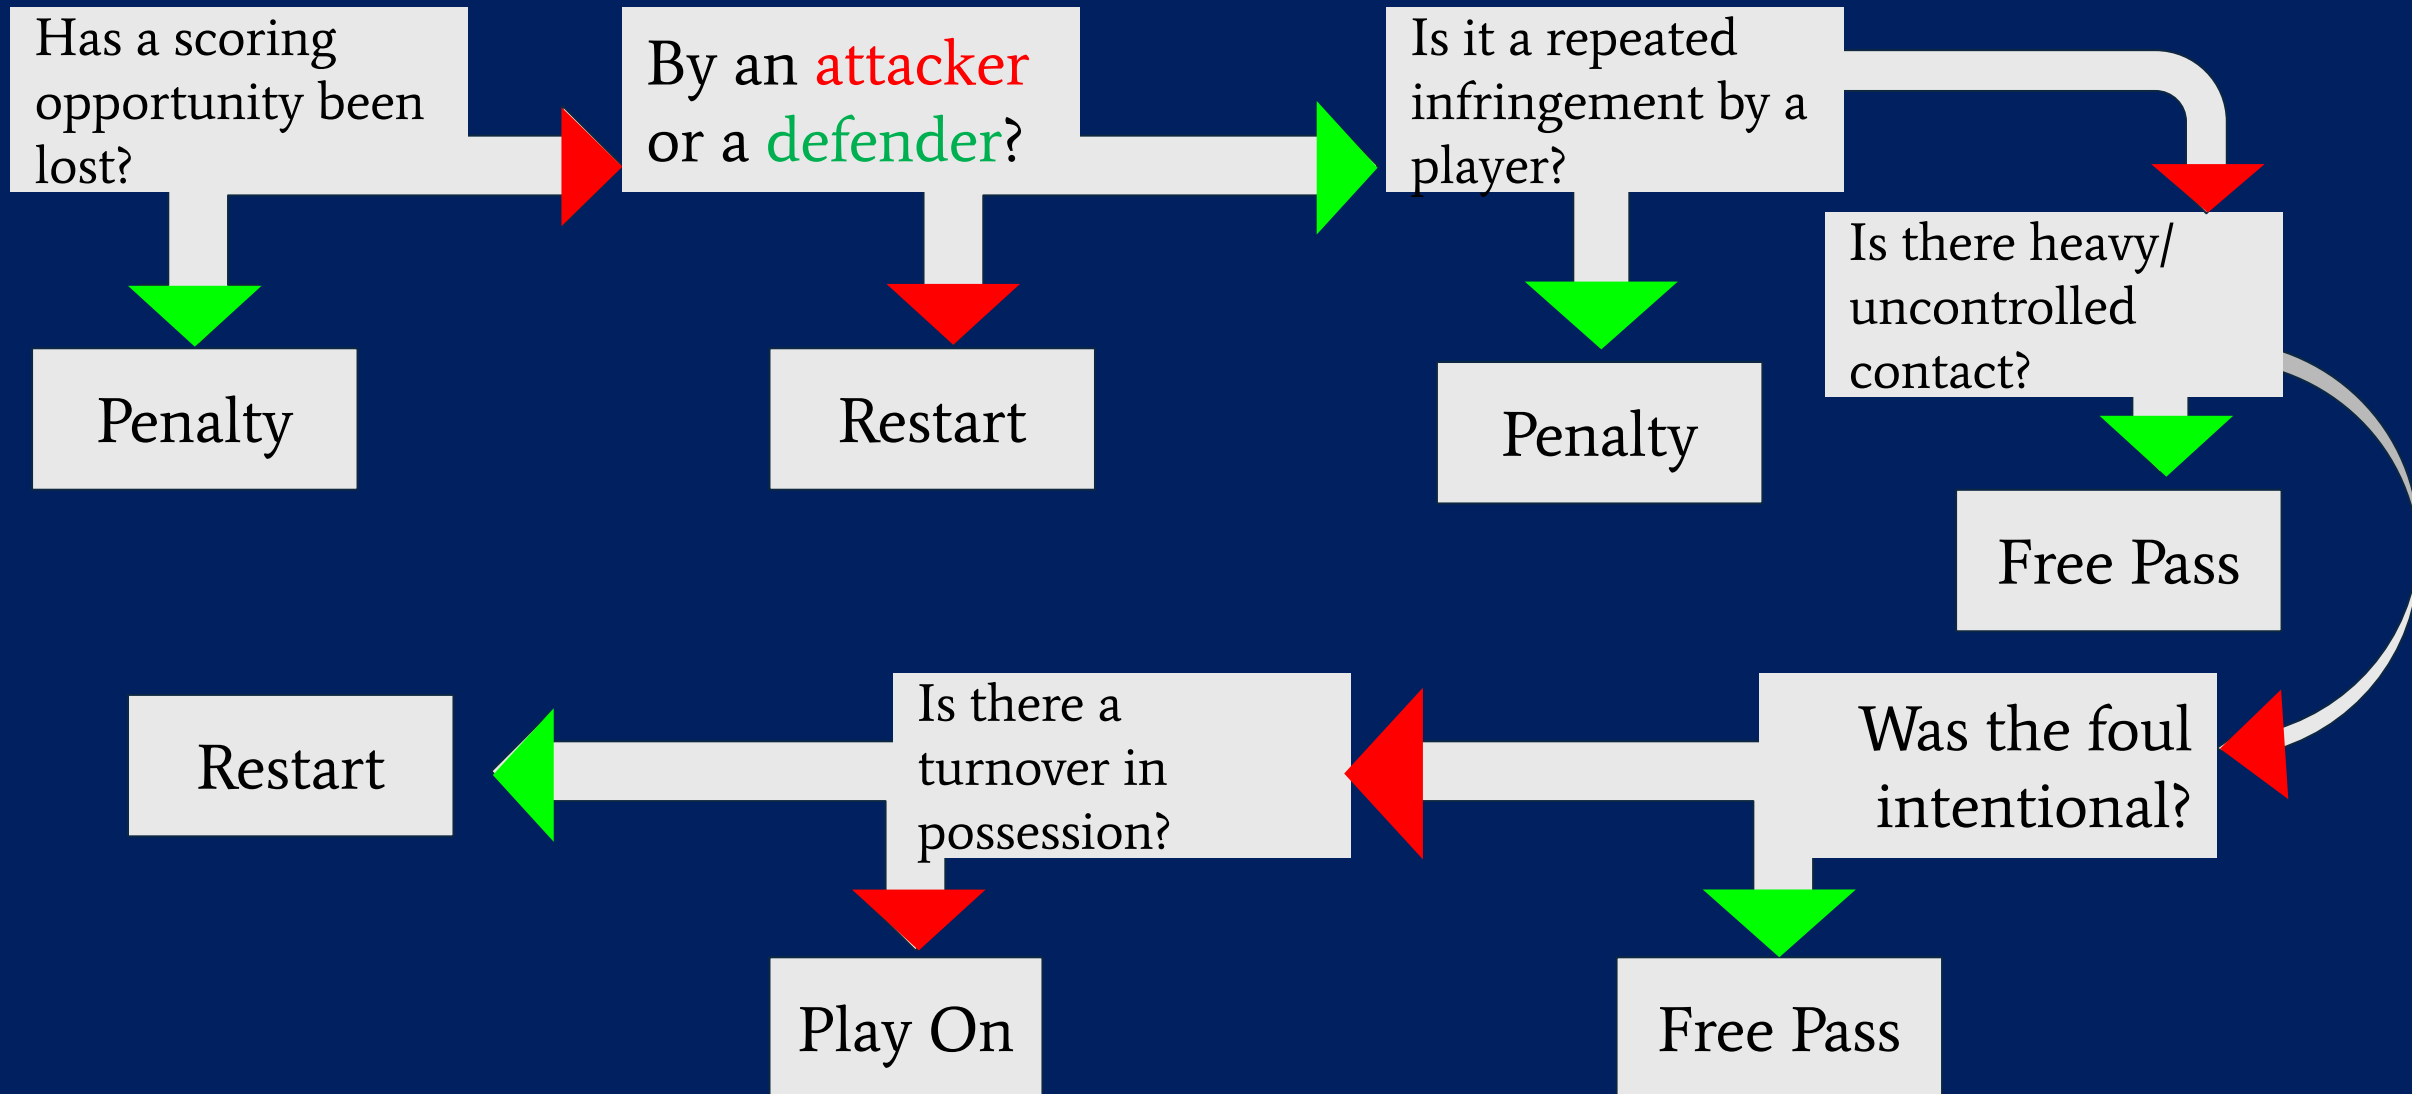 Has a scoring
opportunity been
lost?
By an attacker
or a defender?
Is it a repeated
infringement by a
player?
Is there heavy/
uncontrolled
contact?
Penalty
Restart
Penalty
Free Pass
Was the foul
intentional?
Is there a
turnover in
possession?
Restart
Play On
Free Pass